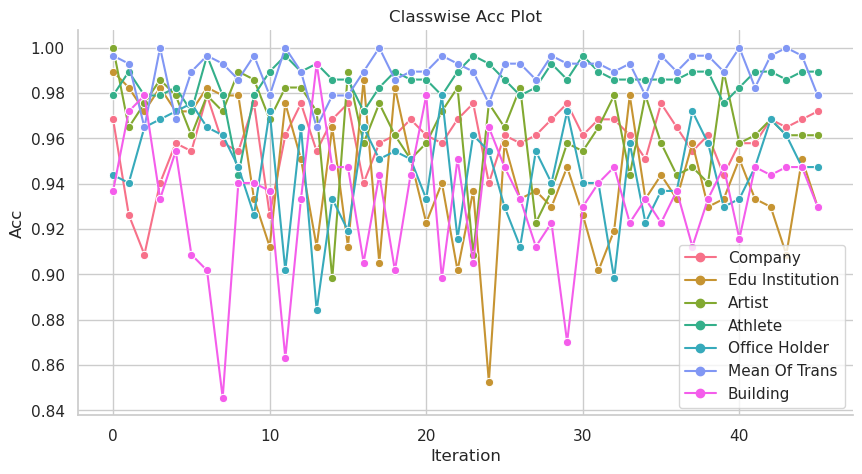 Classwise Acc Plot
1.00
0.98
0.96
0.94
0.92
0.90
0.88
0.86
0.84
Acc
0 10 20 30 40
Iteration
Company
Edu Institution
Artist
Athlete
Office Holder
Mean Of Trans
Building